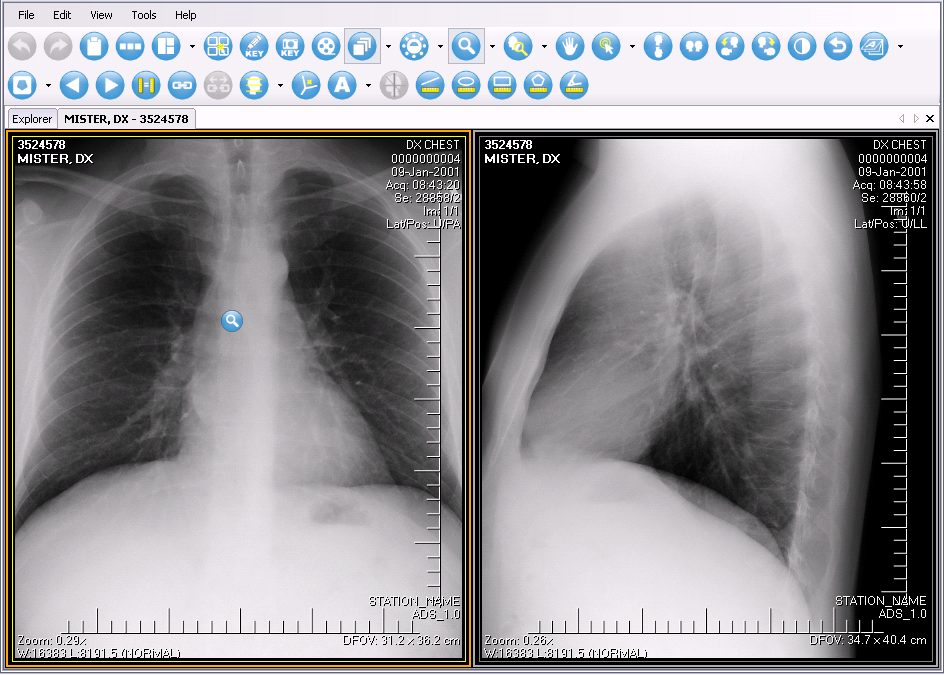 File Edit View Tools Help
KEY KEY
A
Explorer MISTER, DX - 3524578
3524578
MISTER, DX
DX CHEST
0000000004
09-Jan-2001
Acq: 08:43:20
Se: 28858/2
Im: 1/1
Lat/Pos: U/PA
STATION_NAME
ADS_1.0
Zoom: 0.29x
DFOV: 31.2 x 36.2 cm
W:16383 L:8191.5 (NORMAL)
3524578
MISTER, DX
DX CHEST
0000000004
09-Jan-2001
Acq: 08:43:58
Se: 28860/2
Im: 1/1
Lat/Pos: U/LL
STATION_NAME
ADS_1.0
Zoom: 0.26x
DFOV: 34.7 x 40.4 cm
W:16383 L:8191.5 (NORMAL)